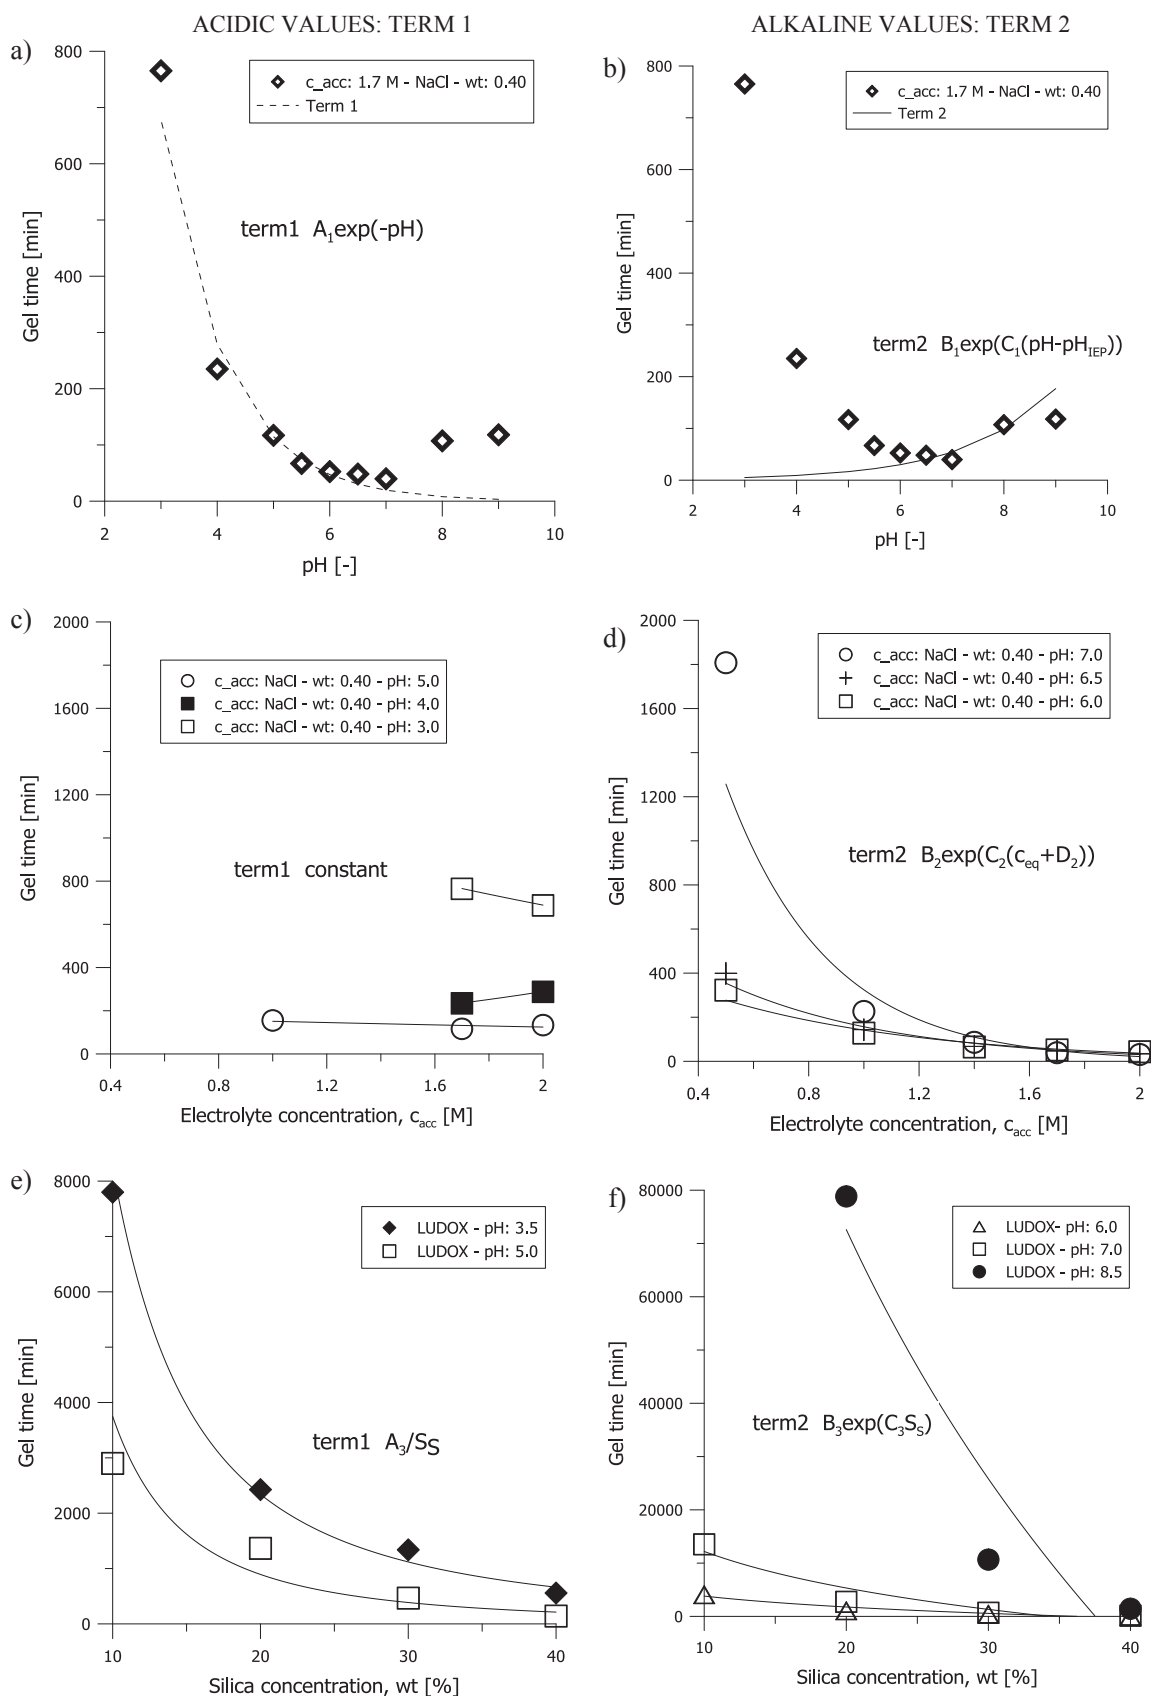 ACIDIC VALUES: TERM 1
ALKALINE VALUES: TERM 2
a)
800
600
400
200
0
Gel time [min]
c_acc: 1.7 M - NaCl - wt: 0.40
Term 1
term1 A₁exp(-pH)
2 4 6 8 10
pH [-]
b)
800
600
400
200
0
Gel time [min]
c_acc: 1.7 M - NaCl - wt: 0.40
Term 2
term2 B₁exp(C₁(pH-pH_IEP))
2 4 6 8 10
pH [-]
c)
2000
1600
1200
800
400
0
Gel time [min]
c_acc: NaCl - wt: 0.40 - pH: 5.0
c_acc: NaCl - wt: 0.40 - pH: 4.0
c_acc: NaCl - wt: 0.40 - pH: 3.0
term1 constant
0.4 0.8 1.2 1.6 2
Electrolyte concentration, c_acc [M]
d)
2000
1600
1200
800
400
0
Gel time [min]
c_acc: NaCl - wt: 0.40 - pH: 7.0
c_acc: NaCl - wt: 0.40 - pH: 6.5
c_acc: NaCl - wt: 0.40 - pH: 6.0
term2 B₂exp(C₂(c_eq+D₂))
0.4 0.8 1.2 1.6 2
Electrolyte concentration, c_acc [M]
e)
8000
6000
4000
2000
0
Gel time [min]
LUDOX - pH: 3.5
LUDOX - pH: 5.0
term1 A₃/S_S
10 20 30 40
Silica concentration, wt [%]
f)
80000
60000
40000
20000
0
Gel time [min]
LUDOX- pH: 6.0
LUDOX - pH: 7.0
LUDOX - pH: 8.5
term2 B₃exp(C₃S_S)
10 20 30 40
Silica concentration, wt [%]